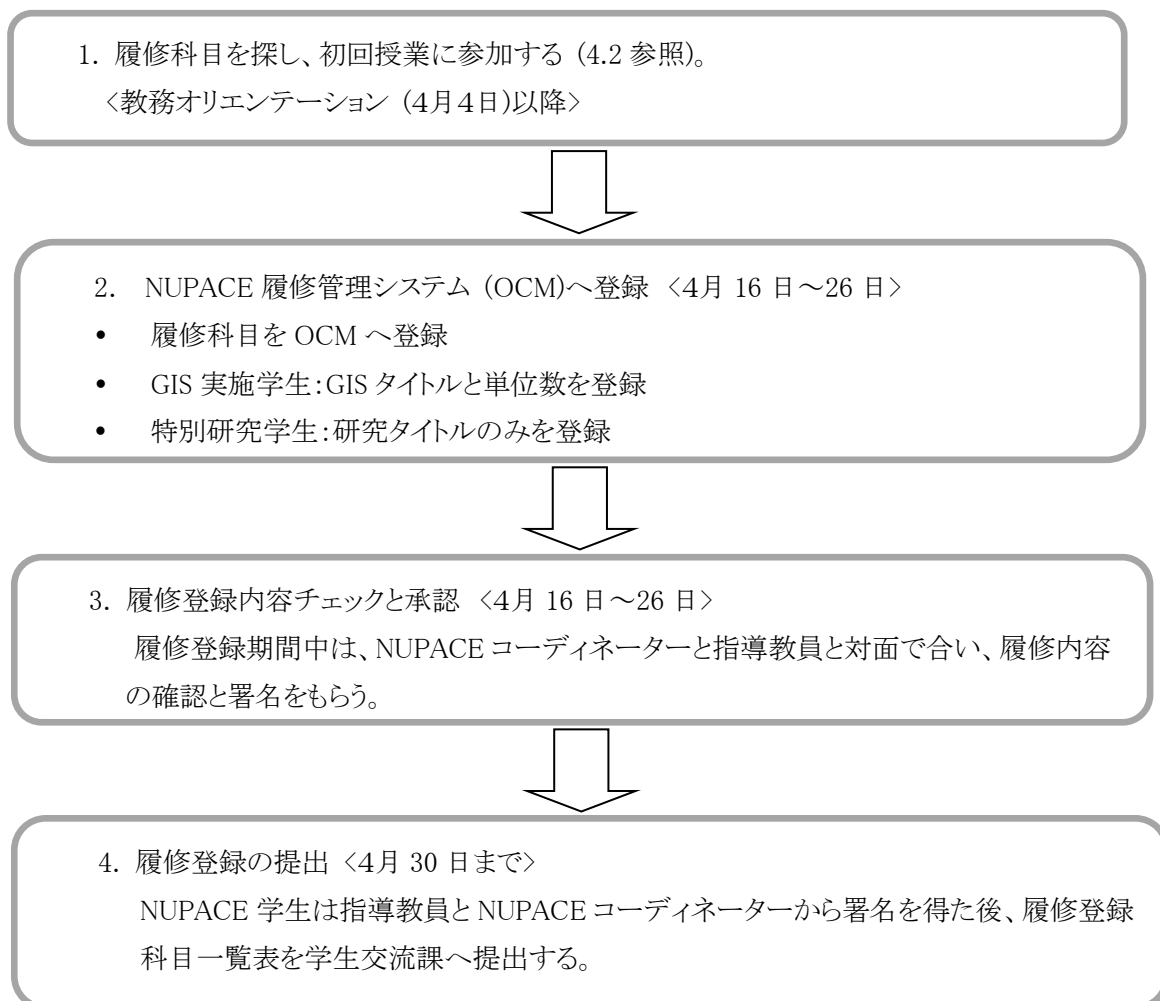 1. 履修科目を探し、初回授業に参加する (4.2 参照)。
<教務オリエンテーション (4月4日)以降>
2. NUPACE 履修管理システム (OCM)へ登録 <4月 16 日~26 日>
• 履修科目を OCM へ登録
• GIS 実施学生:GIS タイトルと単位数を登録
• 特別研究学生:研究タイトルのみを登録
3. 履修登録内容チェックと承認 <4月 16 日~26 日>
履修登録期間中は、NUPACE コーディネーターと指導教員と対面で合い、履修内容
の確認と署名をもらう。
4. 履修登録の提出 <4月 30 日まで>
NUPACE 学生は指導教員と NUPACE コーディネーターから署名を得た後、履修登録
科目一覧表を学生交流課へ提出する。